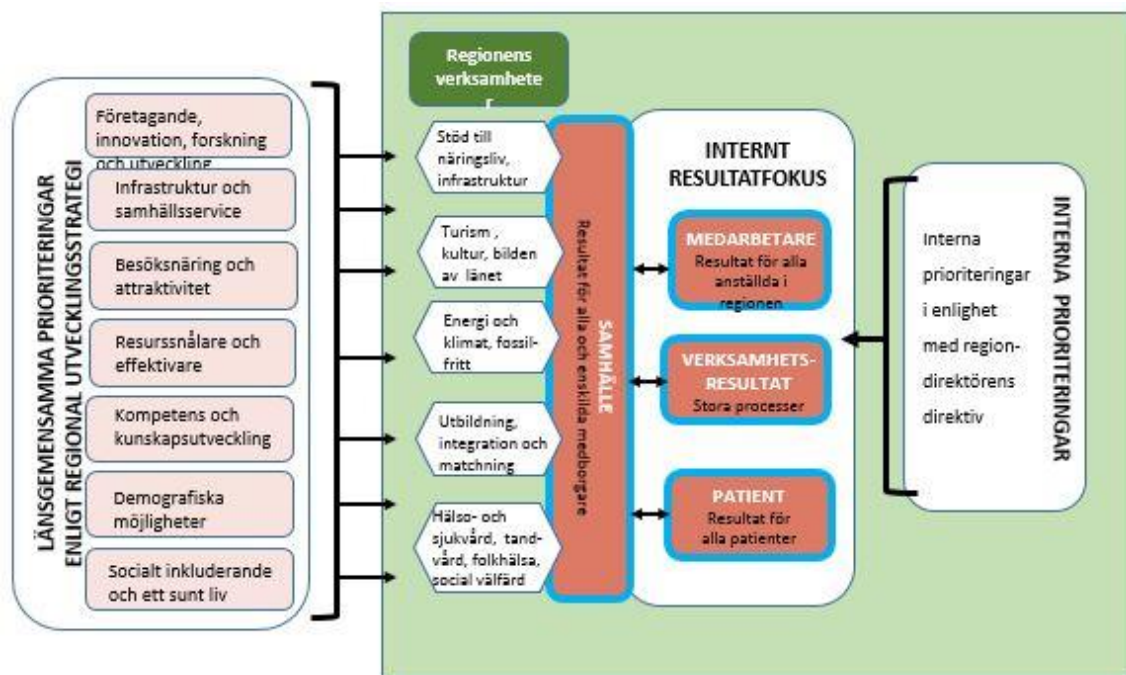 LÄNSGEMENSAMMA PRIORITERINGAR
ENLIGT REGIONAL UTVECKLINGSSTRATEGI
Företagande,
innovation, forskning
och utveckling
Infrastruktur och
samhällsservice
Besöksnäring och
attraktivitet
Resurssnålare och
effektivare
Kompetens och
kunskapsutveckling
Demografiska
möjligheter
Socialt inkluderande
och ett sunt liv
Regionens
verksamhete
r
Stöd till
näringsliv,
infrastruktur
Turism ,
kultur, bilden
av länet
Energi och
klimat, fossil-
fritt
Utbildning,
integration och
matchning
Hälso- och
sjukvård, tand-
vård, folkhälsa,
social välfärd
SAMHÄLLE
Resultat för alla och enskilda medborgare
INTERNT
RESULTATFOKUS
MEDARBETARE
Resultat för alla
anställda i
regionen
VERKSAMHETS-
RESULTAT
Stora processer
PATIENT
Resultat för
alla patienter
Interna
prioriteringar
i enlighet
med region-
direktörens
direktiv
INTERNA PRIORITERINGAR